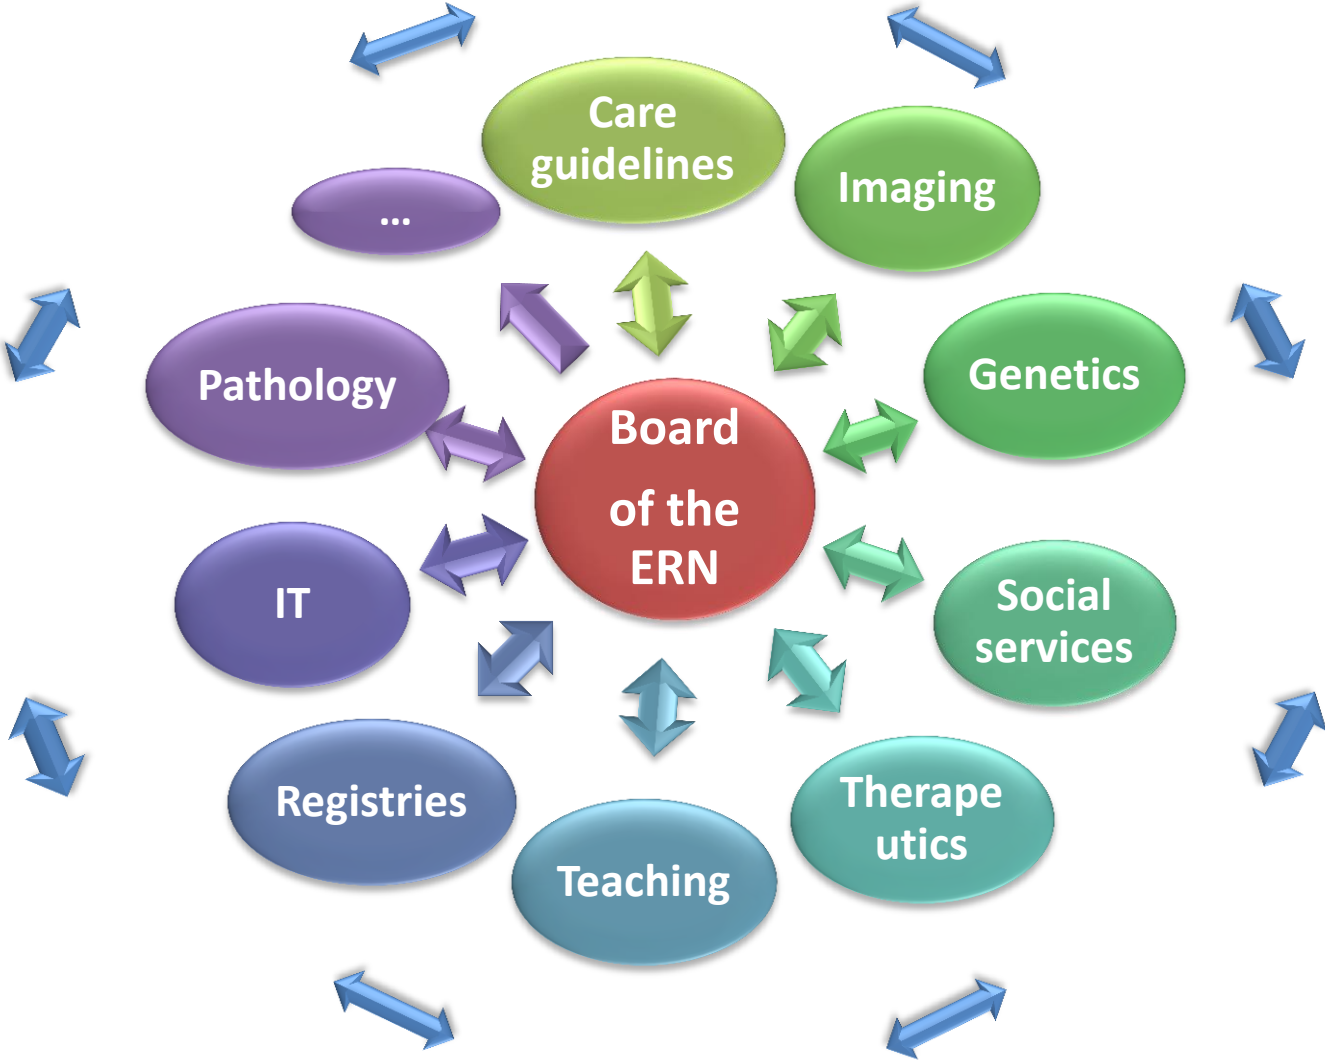 Care
guidelines
Imaging
...
Genetics
Pathology
Board
of the
ERN
IT
Social
services
Registries
Therape
utics
Teaching